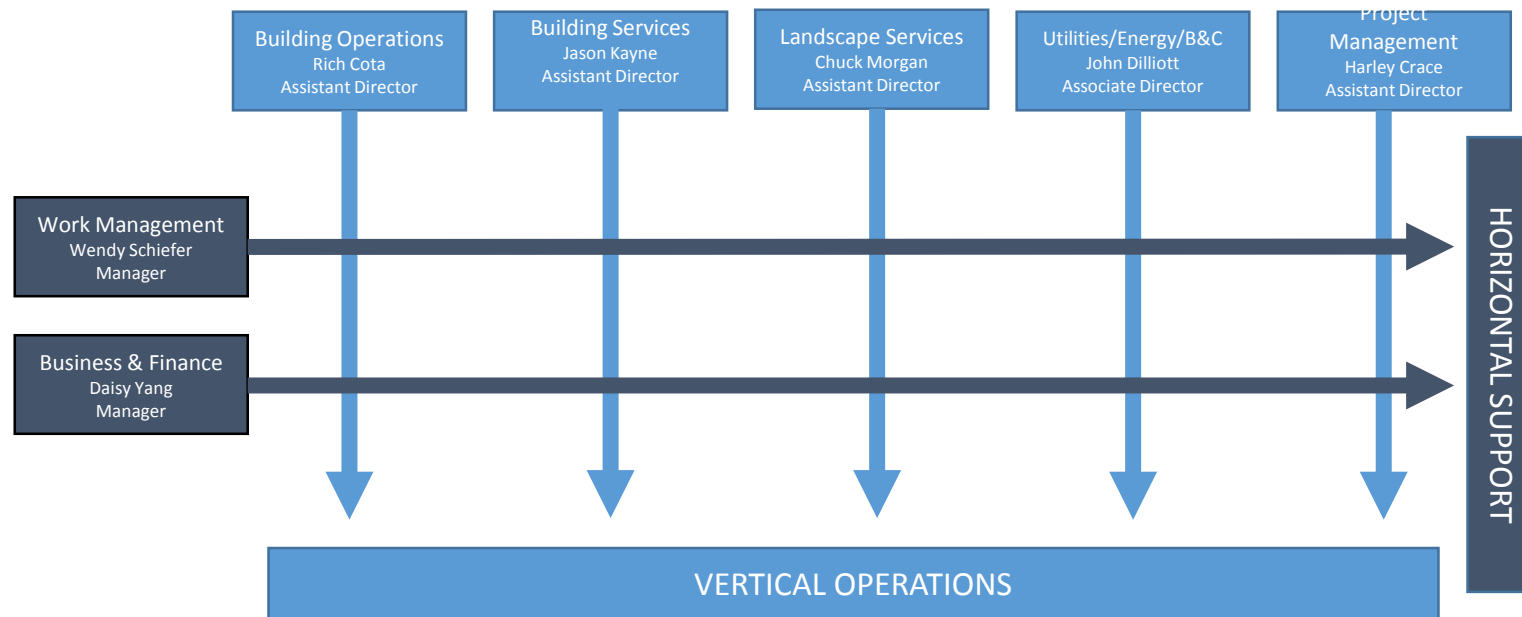 Building Operations
Rich Cota
Assistant Director
Building Services
Jason Kayne
Assistant Director
Landscape Services
Chuck Morgan
Assistant Director
Utilities/Energy/B&C
John Dilliott
Associate Director
Project
Management
Harley Crace
Assistant Director
Work Management
Wendy Schiefer
Manager
Business & Finance
Daisy Yang
Manager
HORIZONTAL SUPPORT
VERTICAL OPERATIONS